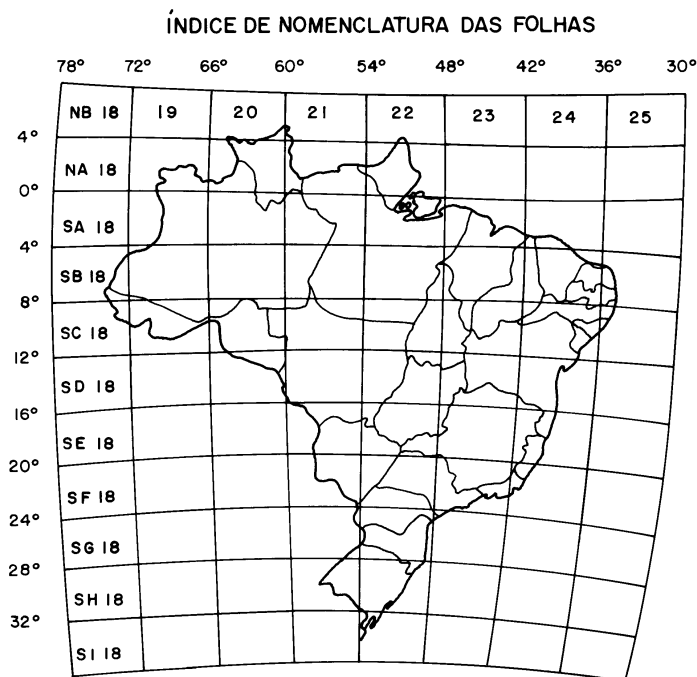 ÍNDICE DE NOMENCLATURA DAS FOLHAS
78° 72° 66° 60° 54° 48° 42° 36° 30°
NB 18 19 20 21 22 23 24 25
4°
NA 18
0°
SA 18
4°
SB 18
8°
SC 18
12°
SD 18
16°
SE 18
20°
SF 18
24°
SG 18
28°
SH 18
32°
SI 18